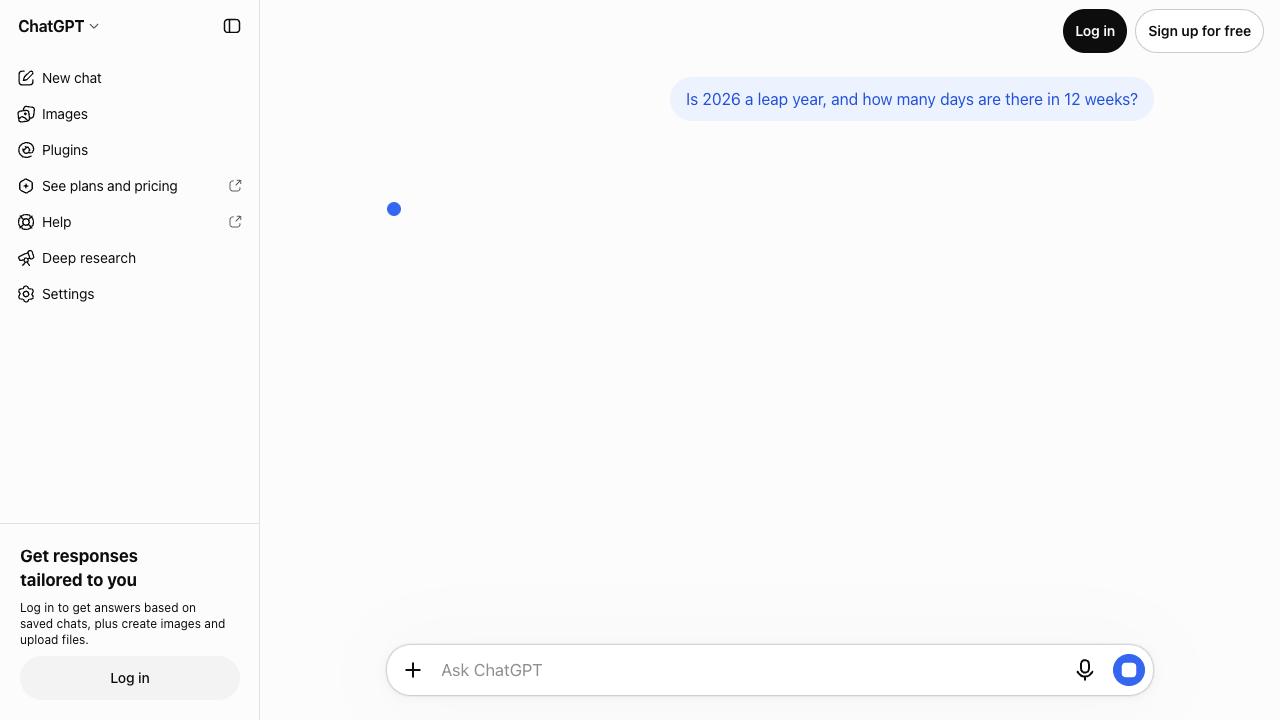 ChatGPT
New chat
Images
Plugins
See plans and pricing
Help
Deep research
Settings
Get responses
tailored to you
Log in to get answers based on
saved chats, plus create images and
upload files.
Log in
Log in
Sign up for free
Is 2026 a leap year, and how many days are there in 12 weeks?
Ask ChatGPT